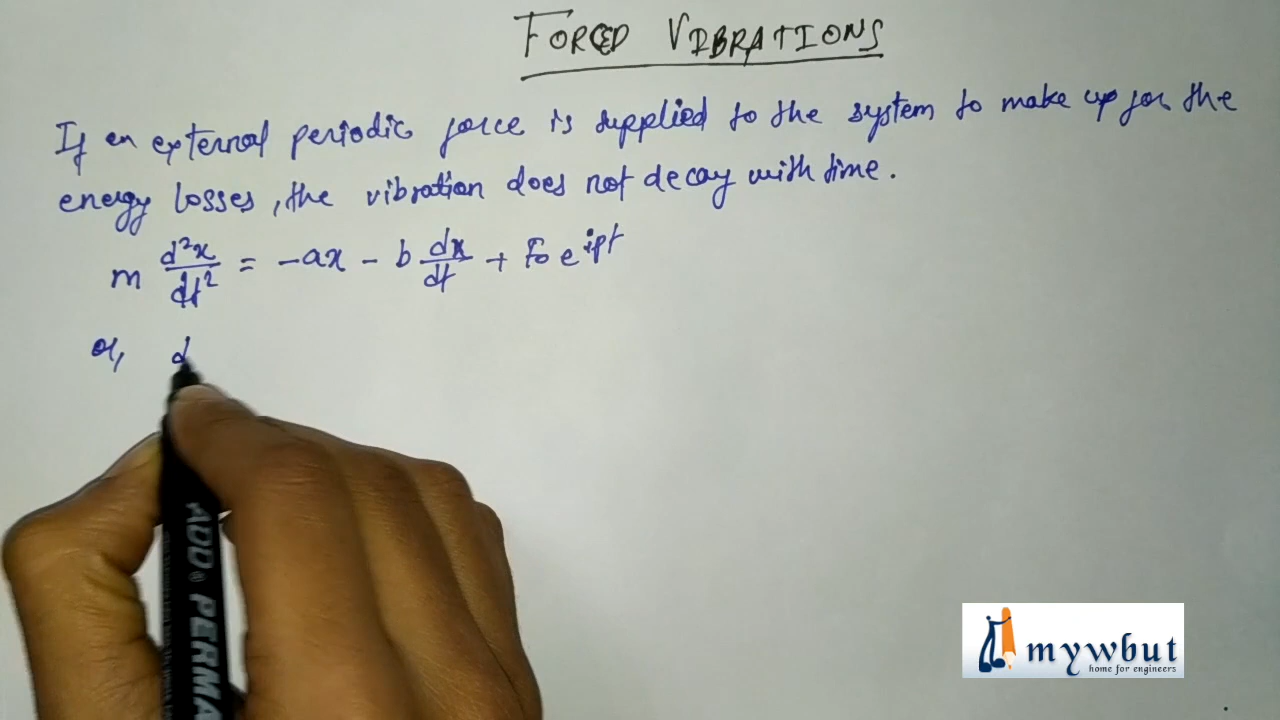 FORCED VIBRATIONS
If an external periodic force is supplied to the system to make up for the
energy losses, the vibration does not decay with time.
m d²x/dt² = -ax - b dx/dt + F₀ e^ipt
or, d
ADD PERMA
mywbut
home for engineers